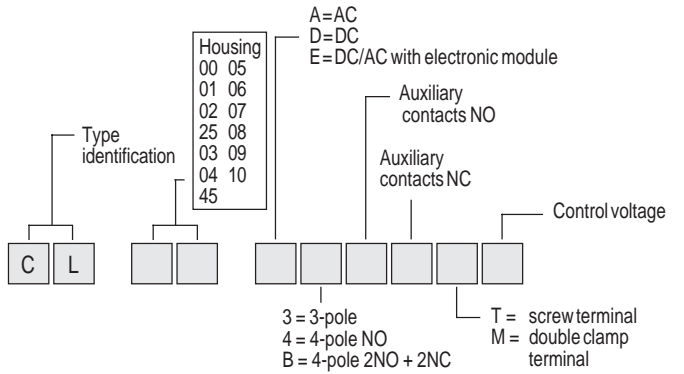 A=AC
D=DC
E=DC/AC with electronic module
Housing
00 05
01 06
02 07
25 08
03 09
04 10
45
Auxiliary
contacts NO
Type
identification
Auxiliary
contacts NC
Control voltage
C L
3 = 3-pole
4 = 4-pole NO
B = 4-pole 2NO + 2NC
T = screw terminal
M = double clamp
terminal